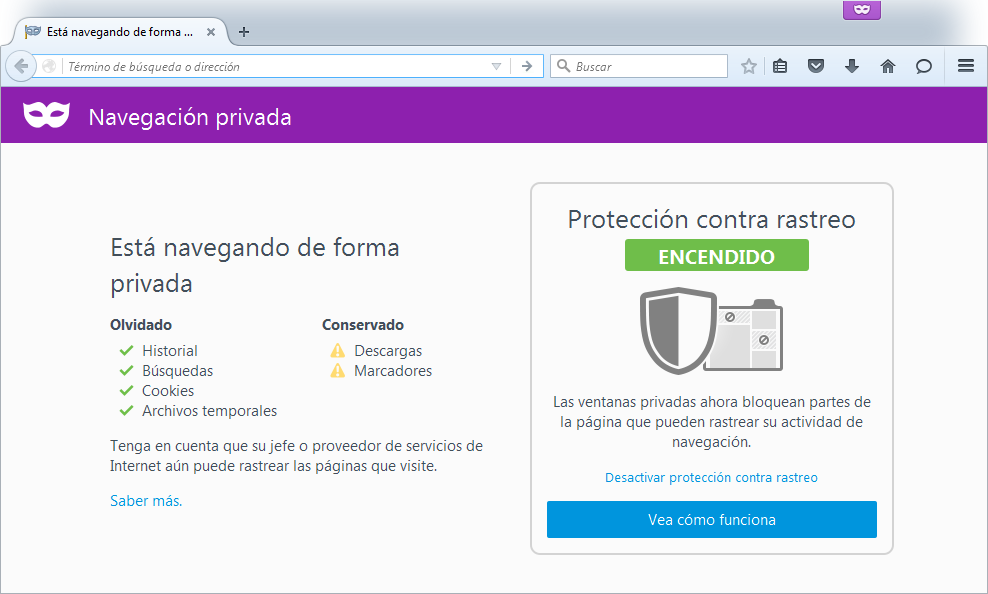 Está navegando de forma ...
Término de búsqueda o dirección
Buscar
Navegación privada
Está navegando de forma
privada
Olvidado
Historial
Búsquedas
Cookies
Archivos temporales
Conservado
Descargas
Marcadores
Tenga en cuenta que su jefe o proveedor de servicios de
Internet aún puede rastrear las páginas que visite.
Saber más.
Protección contra rastreo
ENCENDIDO
Las ventanas privadas ahora bloquean partes de
la página que pueden rastrear su actividad de
navegación.
Desactivar protección contra rastreo
Vea cómo funciona